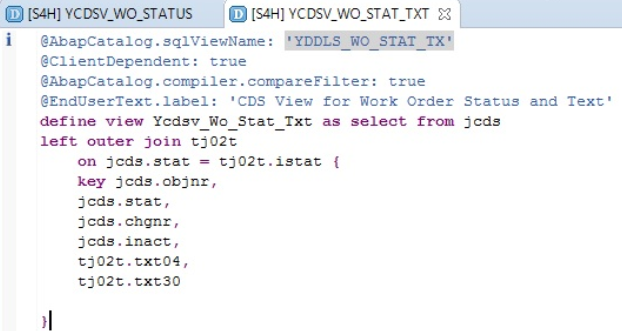 [S4H] YCDSV_WO_STATUS
[S4H] YCDSV_WO_STAT_TXT
@AbapCatalog.sqlViewName: 'YDDLS_WO_STAT_TX'
@ClientDependent: true
@AbapCatalog.compiler.compareFilter: true
@EndUserText.label: 'CDS View for Work Order Status and Text'
define view Ycdsv_Wo_Stat_Txt as select from jcds
left outer join tj02t
on jcds.stat = tj02t.istat {
key jcds.objnr,
jcds.stat,
jcds.chgnr,
jcds.inact,
tj02t.txt04,
tj02t.txt30
}